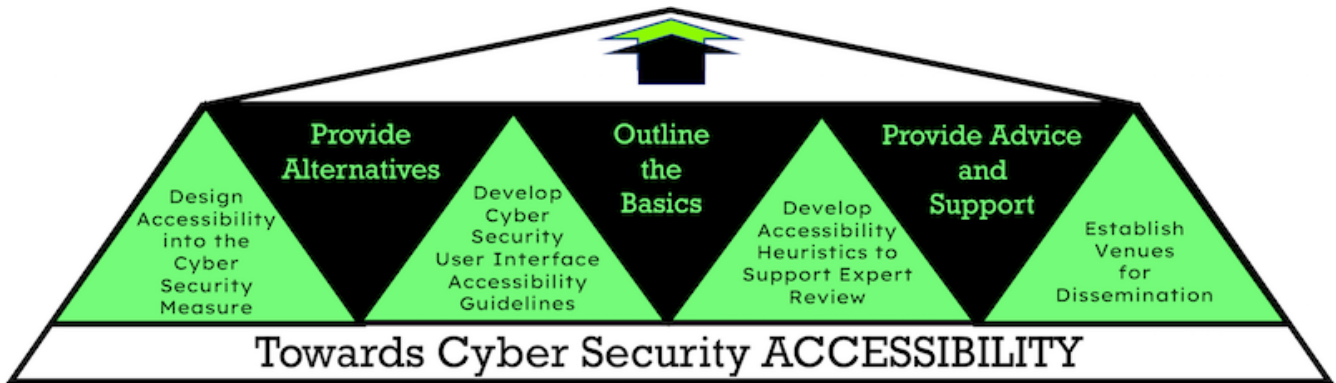 Design
Accessibility
into the
Cyber
Security
Measure
Provide
Alternatives
Develop
Cyber
Security
User Interface
Accessibility
Guidelines
Outline
the
Basics
Develop
Accessibility
Heuristics to
Support Expert
Review
Provide Advice
and
Support
Establish
Venues
for
Dissemination
Towards Cyber Security ACCESSIBILITY